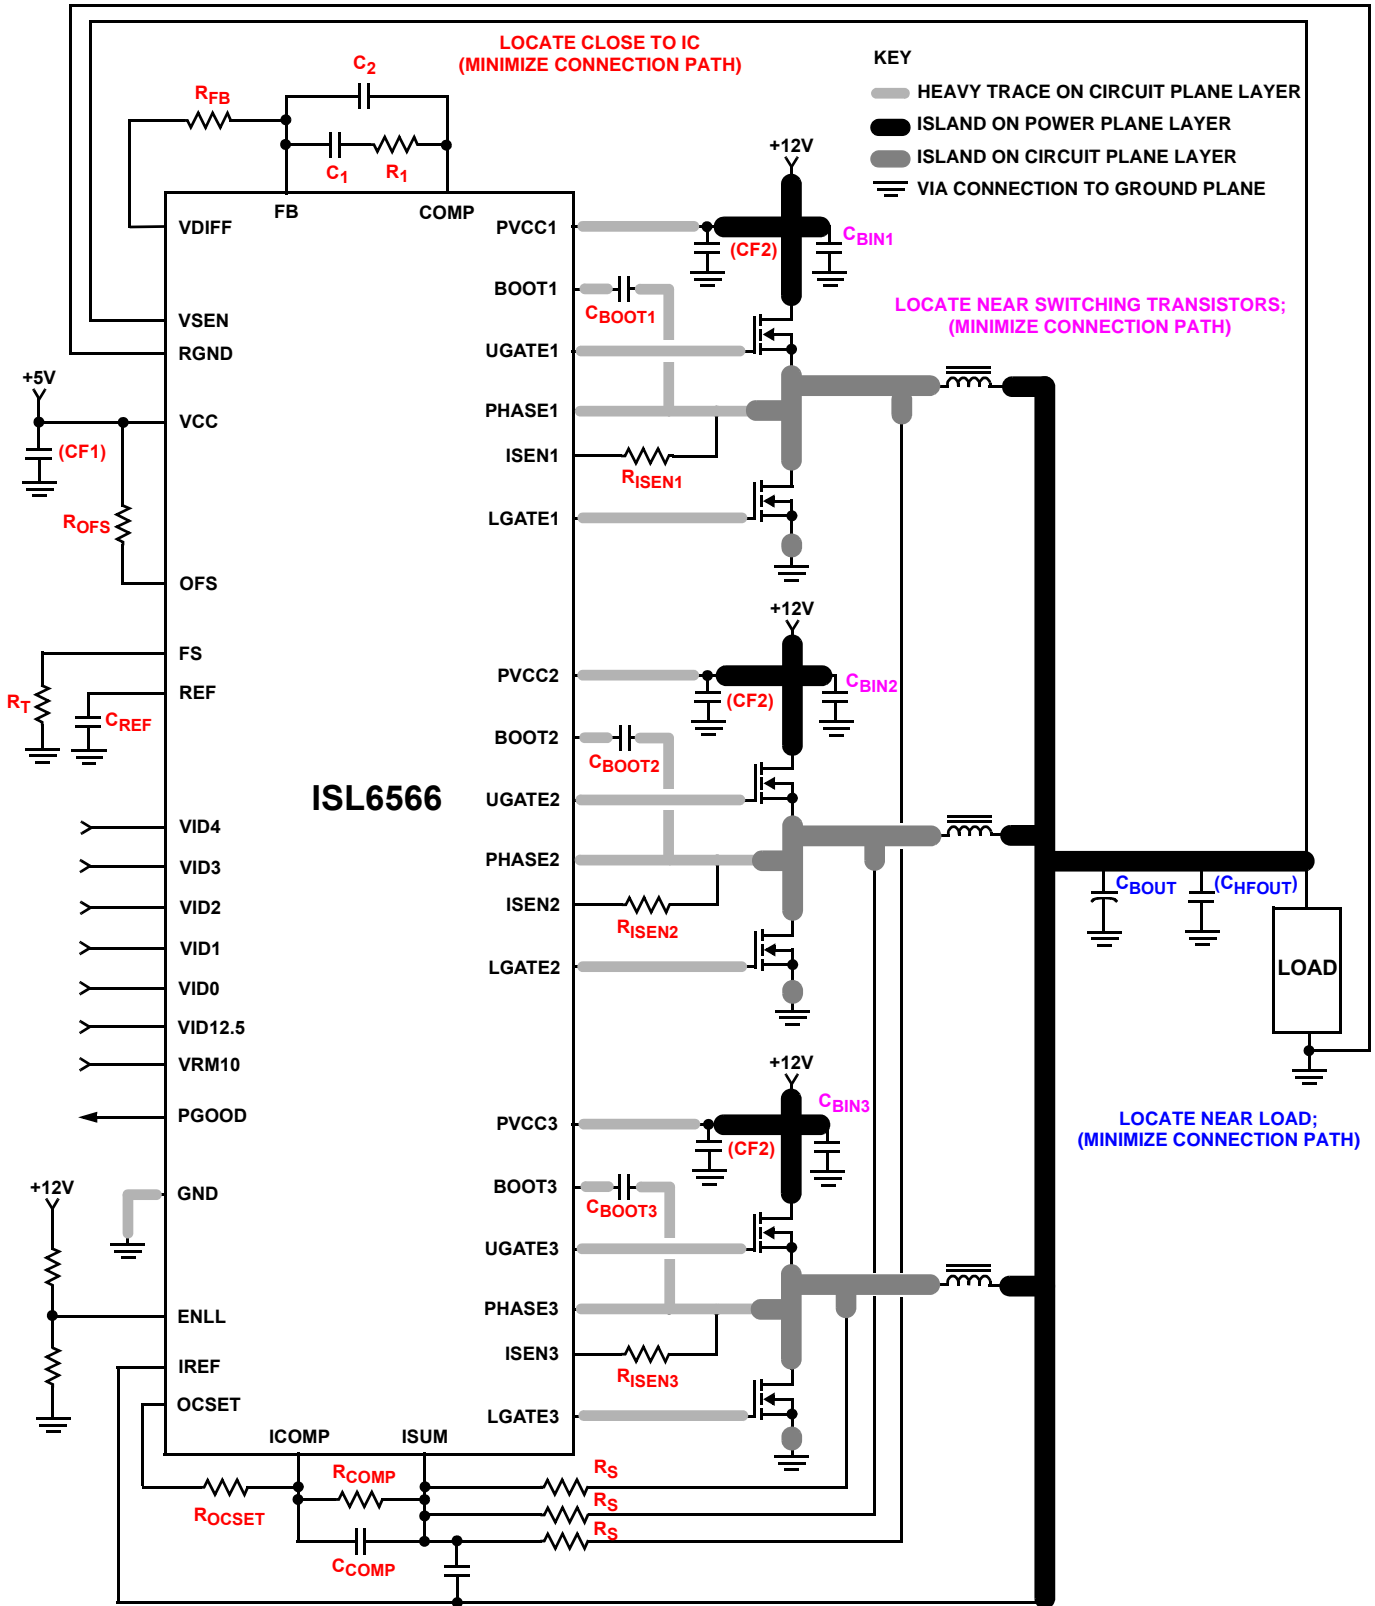 LOCATE CLOSE TO IC
(MINIMIZE CONNECTION PATH)
KEY
HEAVY TRACE ON CIRCUIT PLANE LAYER
ISLAND ON POWER PLANE LAYER
ISLAND ON CIRCUIT PLANE LAYER
VIA CONNECTION TO GROUND PLANE
C2
RFB
C1
R1
+12V
FB
COMP
VDIFF
PVCC1
(CF2)
CBIN1
BOOT1
CBOOT1
LOCATE NEAR SWITCHING TRANSISTORS;
(MINIMIZE CONNECTION PATH)
VSEN
RGND
UGATE1
+5V
VCC
PHASE1
(CF1)
ISEN1
RISEN1
ROFS
LGATE1
OFS
+12V
FS
REF
RT
CREF
PVCC2
(CF2)
CBIN2
BOOT2
CBOOT2
ISL6566
UGATE2
VID4
VID3
PHASE2
VID2
ISEN2
RISEN2
CBOUT
(CHFOUT)
VID1
LGATE2
LOAD
VID0
VID12.5
VRM10
+12V
PGOOD
PVCC3
(CF2)
CBIN3
LOCATE NEAR LOAD;
(MINIMIZE CONNECTION PATH)
+12V
GND
BOOT3
CBOOT3
UGATE3
ENLL
PHASE3
IREF
ISEN3
RISEN3
OCSET
LGATE3
ICOMP
ISUM
RCOMP
RS
ROCSET
RS
RS
CCOMP